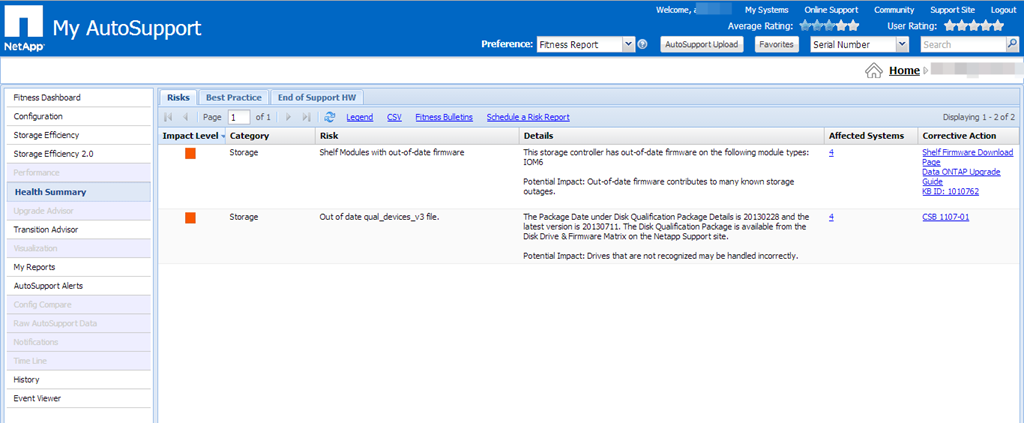 Welcome, a
My Systems
Online Support
Community
Support Site
Logout
NetApp®
My AutoSupport
Average Rating:
User Rating:
Preference:
Fitness Report
AutoSupport Upload
Favorites
Serial Number
Search
Home
Fitness Dashboard
Configuration
Storage Efficiency
Storage Efficiency 2.0
Performance
Health Summary
Upgrade Advisor
Transition Advisor
Visualization
My Reports
AutoSupport Alerts
Config Compare
Raw AutoSupport Data
Notifications
Time Line
History
Event Viewer
Risks
Best Practice
End of Support HW
Page 1 of 1
Legend
CSV
Fitness Bulletins
Schedule a Risk Report
Displaying 1 - 2 of 2
Impact Level
Category
Risk
Details
Affected Systems
Corrective Action
Storage
Shelf Modules with out-of-date firmware
This storage controller has out-of-date firmware on the following module types:
IOM6
Potential Impact: Out-of-date firmware contributes to many known storage
outages.
4
Shelf Firmware Download
Page
Data ONTAP Upgrade
Guide
KB ID: 1010762
Storage
Out of date qual_devices_v3 file.
The Package Date under Disk Qualification Package Details is 20130228 and the
latest version is 20130711. The Disk Qualification Package is available from the
Disk Drive & Firmware Matrix on the Netapp Support site.
Potential Impact: Drives that are not recognized may be handled incorrectly.
4
CSB 1107-01